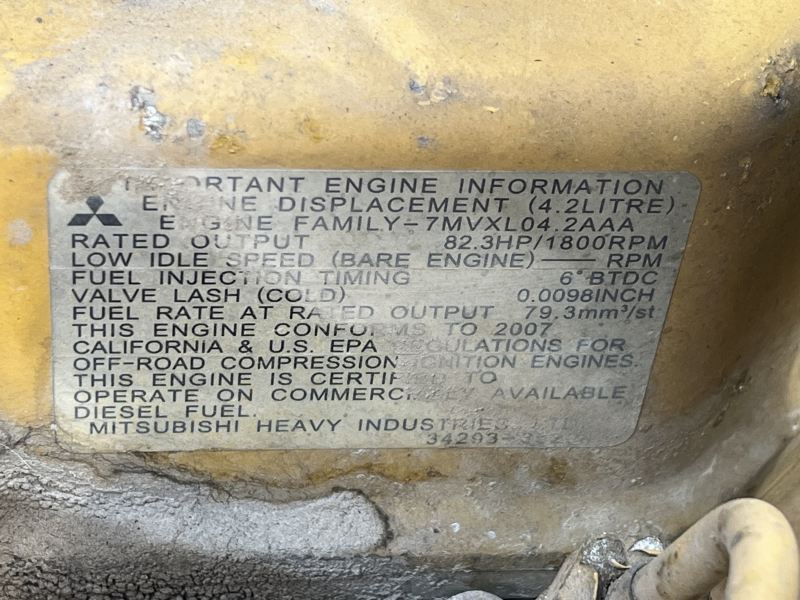 IMPORTANT ENGINE INFORMATION
ENGINE DISPLACEMENT (4.2LITRE)
ENGINE FAMILY-7MVXL04.2AAA
RATED OUTPUT 82.3HP/1800RPM
LOW IDLE SPEED (BARE ENGINE) — RPM
FUEL INJECTION TIMING 6° BTDC
VALVE LASH (COLD) 0.0098INCH
FUEL RATE AT RATED OUTPUT 79.3mm³/st
THIS ENGINE CONFORMS TO 2007
CALIFORNIA & U.S. EPA REGULATIONS FOR
OFF-ROAD COMPRESSION IGNITION ENGINES.
THIS ENGINE IS CERTIFIED TO
OPERATE ON COMMERCIALLY AVAILABLE
DIESEL FUEL.
MITSUBISHI HEAVY INDUSTRIES, LTD.